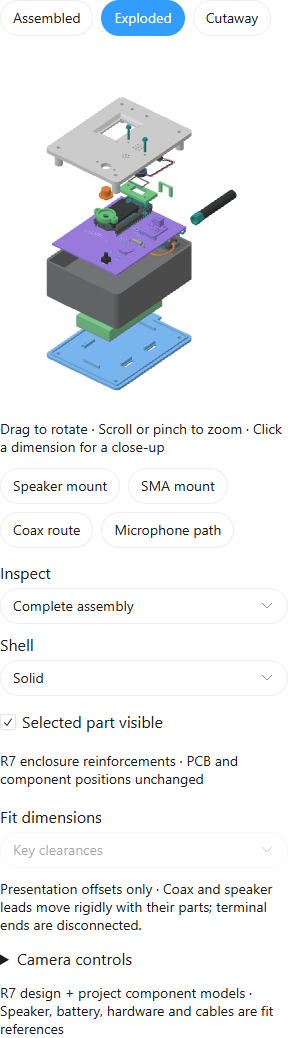 Assembled Exploded Cutaway
Drag to rotate · Scroll or pinch to zoom · Click
a dimension for a close-up
Speaker mount SMA mount
Coax route Microphone path
Inspect
Complete assembly
Shell
Solid
Selected part visible
R7 enclosure reinforcements · PCB and
component positions unchanged
Fit dimensions
Key clearances
Presentation offsets only · Coax and speaker
leads move rigidly with their parts; terminal
ends are disconnected.
Camera controls
R7 design + project component models ·
Speaker, battery, hardware and cables are fit
references